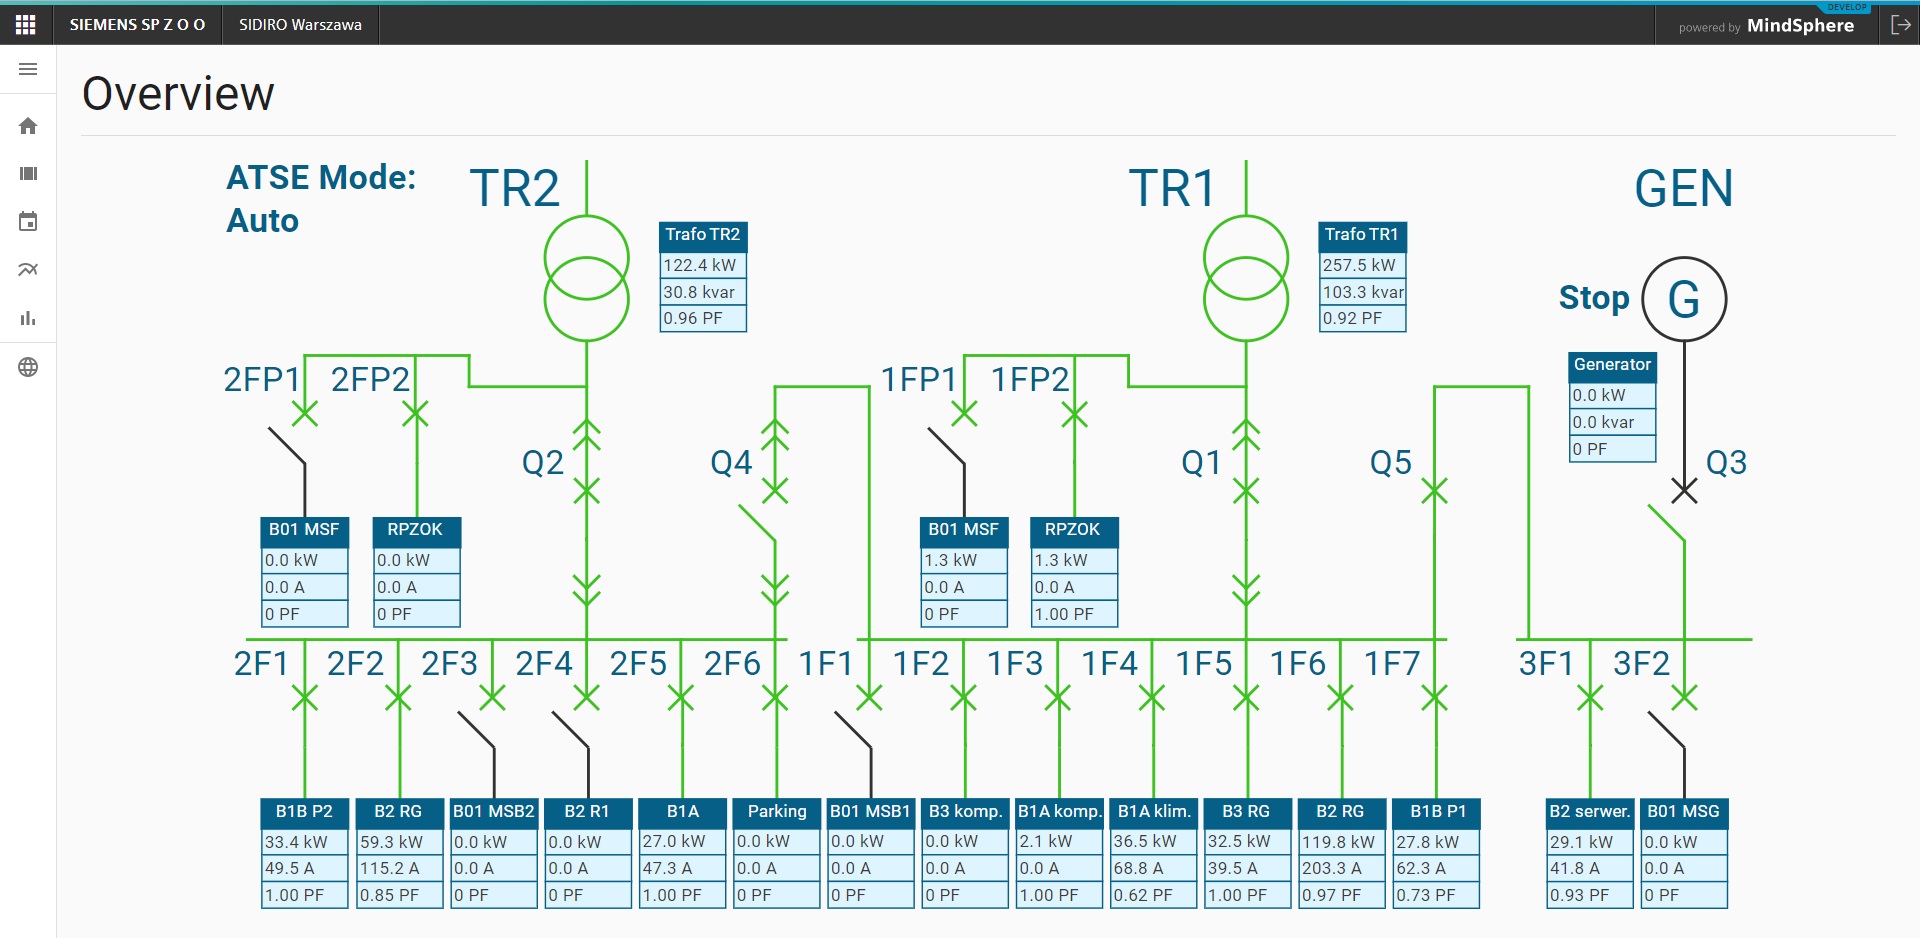 DEVELOP
SIEMENS SP Z O O
SIDIRO Warszawa
powered by MindSphere
Overview
ATSE Mode:
Auto
TR2
Trafo TR2
122.4 kW
30.8 kvar
0.96 PF
TR1
Trafo TR1
257.5 kW
103.3 kvar
0.92 PF
GEN
Stop
G
Generator
0.0 kW
0.0 kvar
0 PF
2FP1
2FP2
1FP1
1FP2
Q2
Q4
Q1
Q5
Q3
B01 MSF
0.0 kW
0.0 A
0 PF
RPZOK
0.0 kW
0.0 A
0 PF
B01 MSF
1.3 kW
0.0 A
0 PF
RPZOK
1.3 kW
0.0 A
1.00 PF
2F1
2F2
2F3
2F4
2F5
2F6
1F1
1F2
1F3
1F4
1F5
1F6
1F7
3F1
3F2
B1B P2
33.4 kW
49.5 A
1.00 PF
B2 RG
59.3 kW
115.2 A
0.85 PF
B01 MSB2
0.0 kW
0.0 A
0 PF
B2 R1
0.0 kW
0.0 A
0 PF
B1A
27.0 kW
47.3 A
1.00 PF
Parking
0.0 kW
0.0 A
0 PF
B01 MSB1
0.0 kW
0.0 A
0 PF
B3 komp.
0.0 kW
0.0 A
0 PF
B1A komp.
2.1 kW
0.0 A
1.00 PF
B1A klim.
36.5 kW
68.8 A
0.62 PF
B3 RG
32.5 kW
39.5 A
1.00 PF
B2 RG
119.8 kW
203.3 A
0.97 PF
B1B P1
27.8 kW
62.3 A
0.73 PF
B2 serwer.
29.1 kW
41.8 A
0.93 PF
B01 MSG
0.0 kW
0.0 A
0 PF